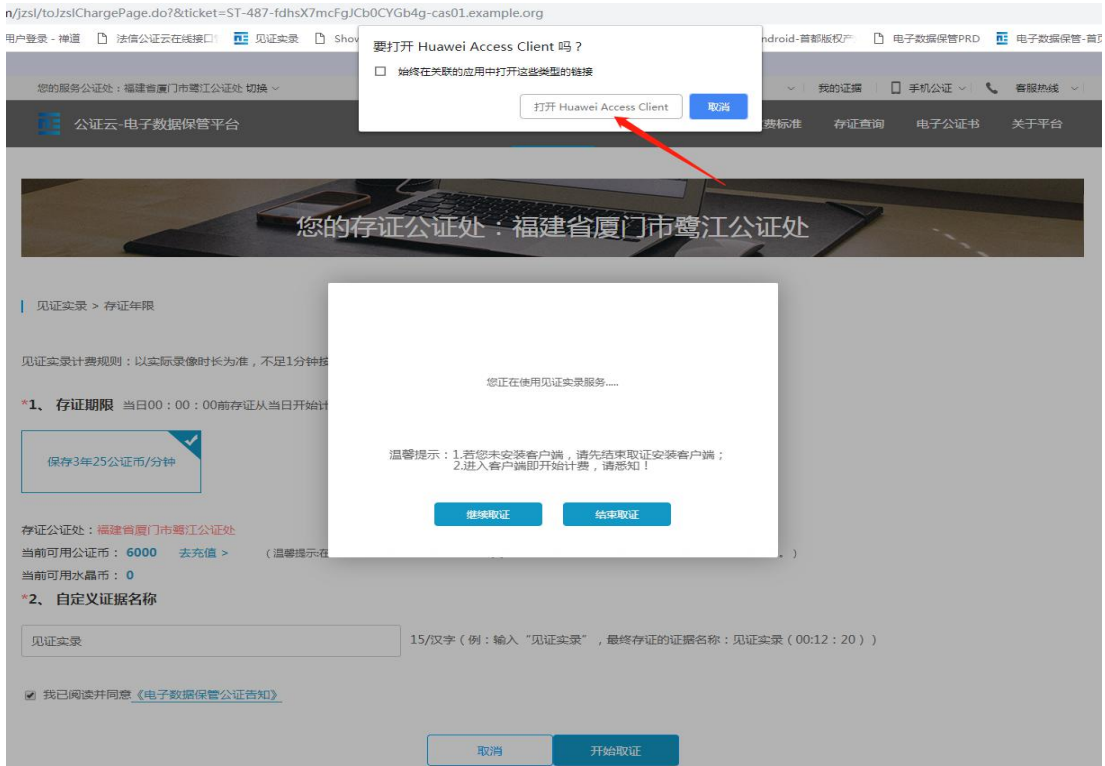 n/jzsl/toJzslChargePage.do?&ticket=ST-487-fdhsX7mcFgJCb0CYGb4g-cas01.example.org
用户登录 - 禅道 法信公证云在线接口 见证实录 Show ndroid-首都版权产 电子数据保管PRD 电子数据保管-首页
要打开 Huawei Access Client 吗？
始终在关联的应用中打开这些类型的链接
打开 Huawei Access Client 取消
您的服务公证处：福建省厦门市鹭江公证处 切换 我的证据 手机公证 客服热线
公证云-电子数据保管平台 费标准 存证查询 电子公证书 关于平台
您的存证公证处：福建省厦门市鹭江公证处
见证实录 > 存证年限
见证实录计费规则：以实际录像时长为准，不足1分钟按
您正在使用见证实录服务.....
*1、 存证期限 当日00：00：00前存证从当日开始计
保存3年25公证币/分钟
温馨提示：1.若您未安装客户端，请先结束取证安装客户端；
2.进入客户端即开始计费，请悉知！
继续取证 结束取证
存证公证处：福建省厦门市鹭江公证处
当前可用公证币： 6000 去充值 > （温馨提示:在 。）
当前可用水晶币： 0
*2、 自定义证据名称
见证实录 15/汉字（例：输入“见证实录”，最终存证的证据名称：见证实录（00:12：20））
我已阅读并同意《电子数据保管公证告知》
取消 开始取证